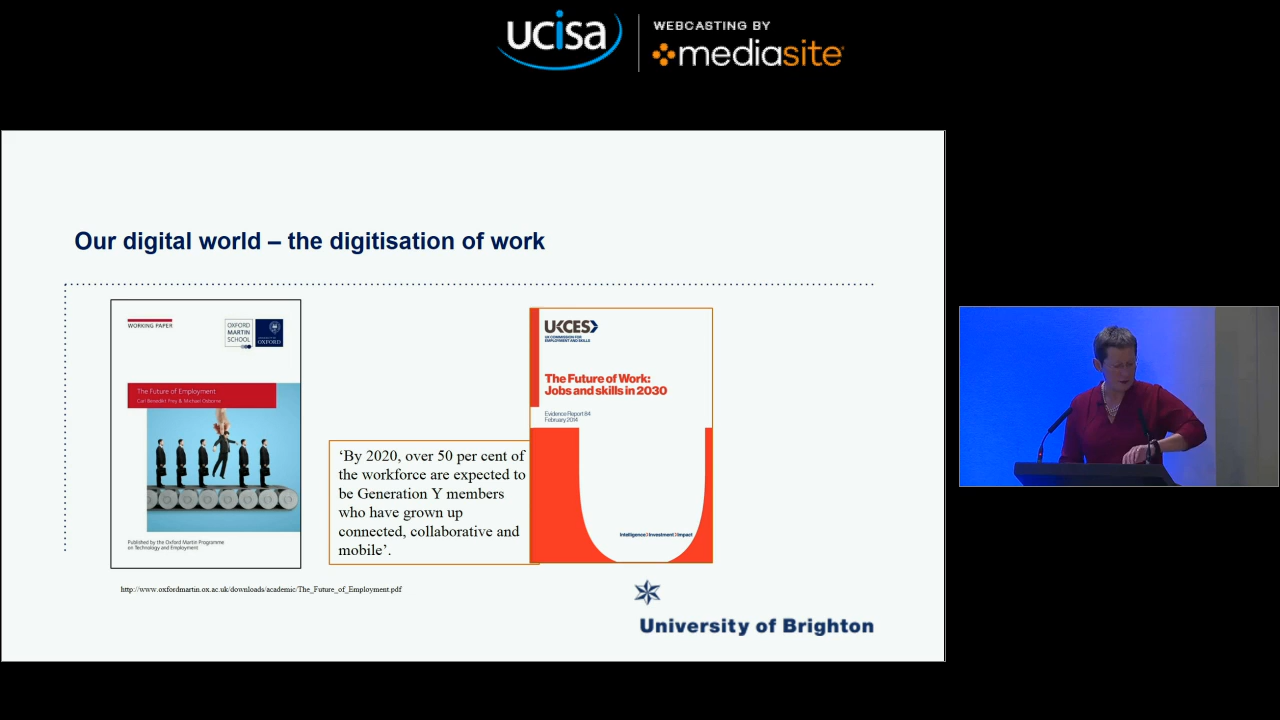 ucisa
WEBCASTING BY
mediasite
Our digital world – the digitisation of work
WORKING PAPER
OXFORD
MARTIN
SCHOOL
UNIVERSITY OF
OXFORD
The Future of Employment
Carl Benedikt Frey & Michael Osborne
Published by the Oxford Martin Programme
on Technology and Employment
‘By 2020, over 50 per cent of
the workforce are expected to
be Generation Y members
who have grown up
connected, collaborative and
mobile’.
UKCES
UK COMMISSION FOR
EMPLOYMENT AND SKILLS
The Future of Work:
Jobs and skills in 2030
Evidence Report 84
February 2014
Intelligence Investment Impact
http://www.oxfordmartin.ox.ac.uk/downloads/academic/The_Future_of_Employment.pdf
University of Brighton